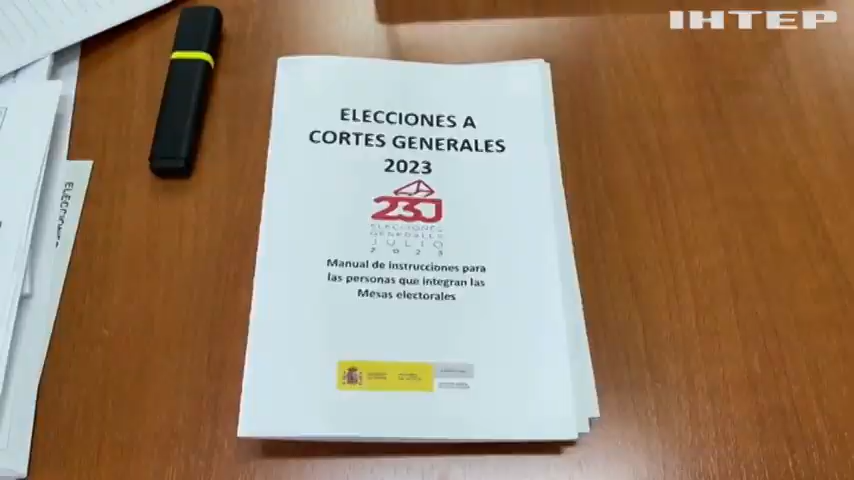 ІНТЕР
ELECCIONES A
CORTES GENERALES
2023
23J
ELECCIONES
GENERALES
JULIO
2023
Manual de instrucciones para
las personas que integran las
Mesas electorales
ELECCIONES